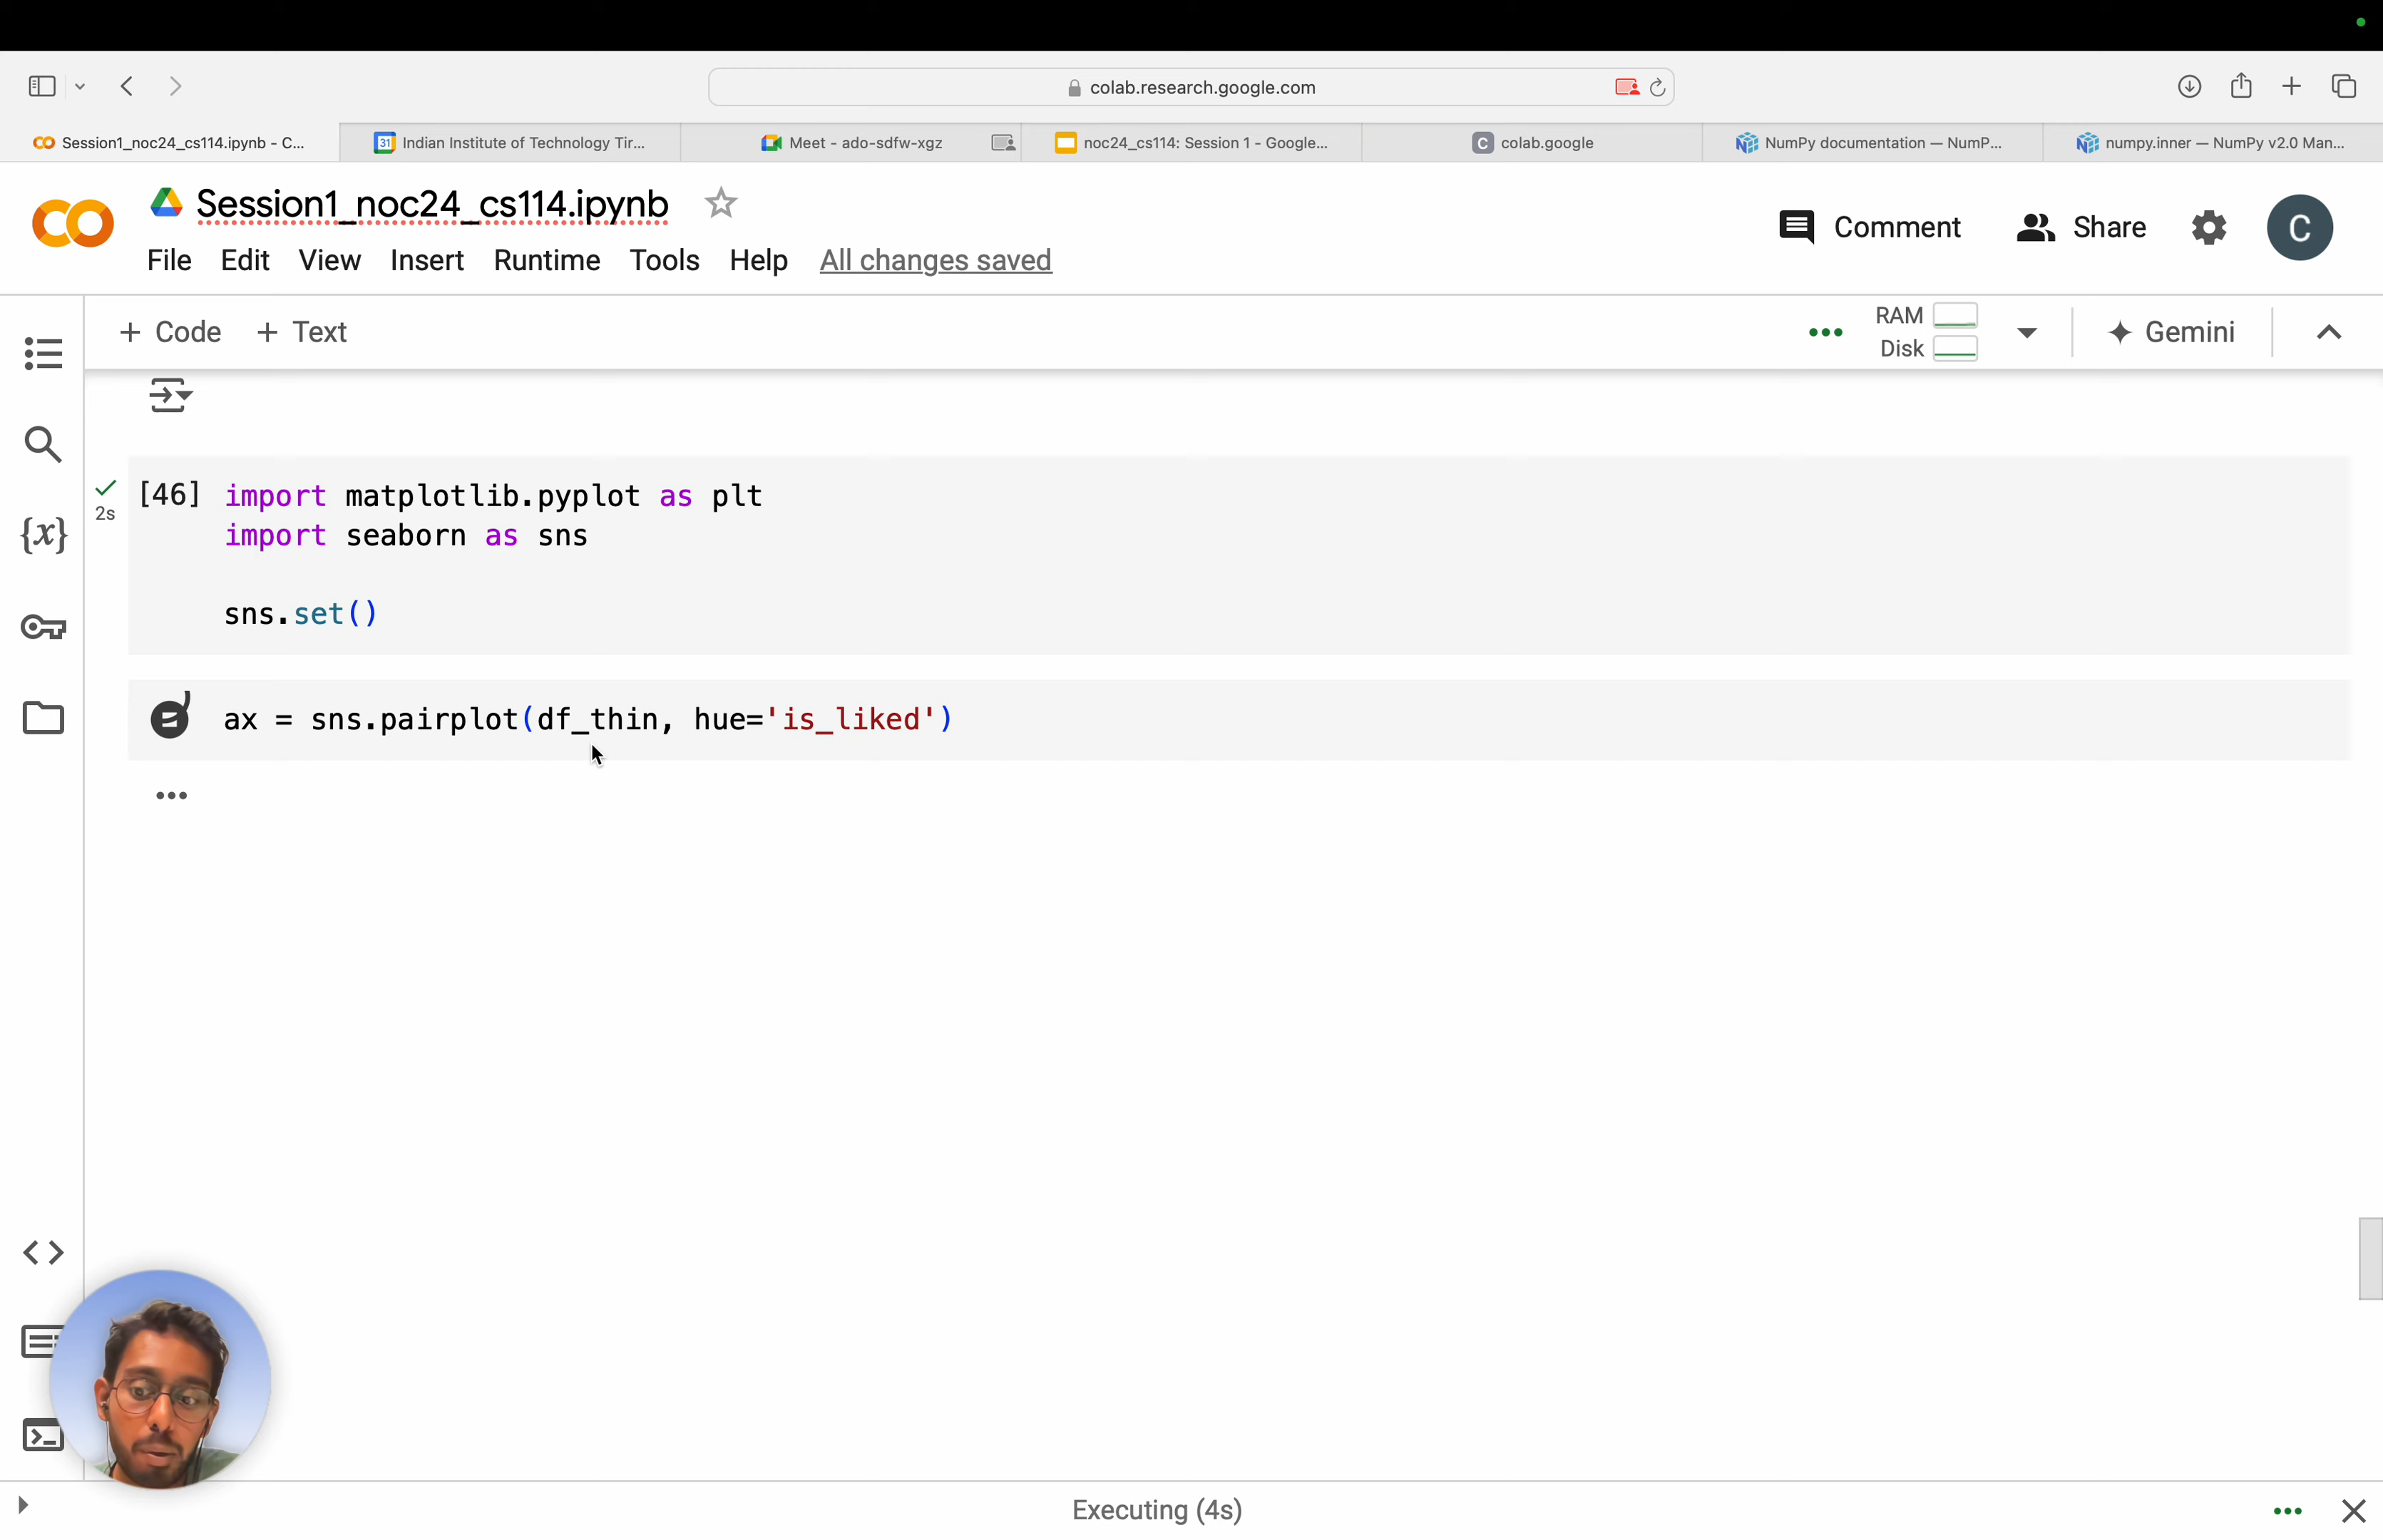 colab.research.google.com
Session1_noc24_cs114.ipynb - C...
31 Indian Institute of Technology Tir...
Meet - ado-sdfw-xgz
noc24_cs114: Session 1 - Google...
C colab.google
NumPy documentation — NumP...
numpy.inner — NumPy v2.0 Man...
Session1_noc24_cs114.ipynb
Comment
Share
C
File Edit View Insert Runtime Tools Help All changes saved
+ Code + Text
RAM
Disk
Gemini
{x}
2s
[46] import matplotlib.pyplot as plt
import seaborn as sns
sns.set()
ax = sns.pairplot(df_thin, hue='is_liked')
Executing (4s)